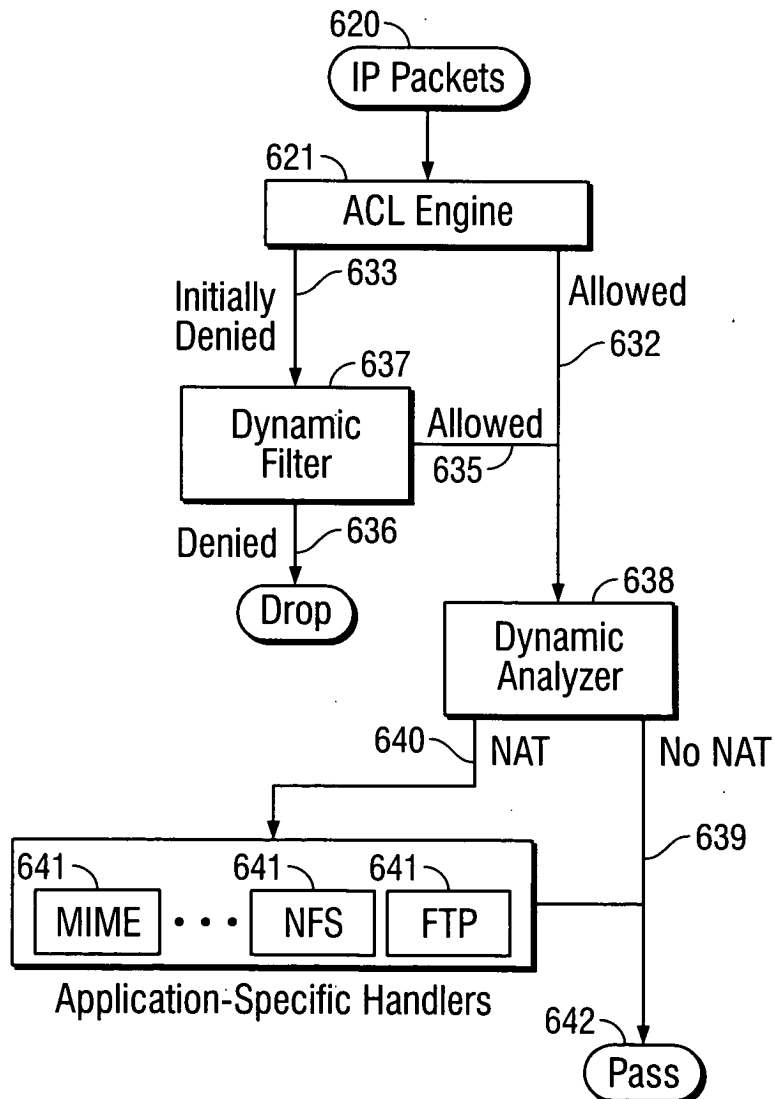 620
IP Packets
621
ACL Engine
633
Initially
Denied
Allowed
632
637
Dynamic
Filter
Allowed
635
Denied
636
Drop
638
Dynamic
Analyzer
640
NAT
No NAT
639
641
641
641
MIME
• • •
NFS
FTP
Application-Specific Handlers
642
Pass